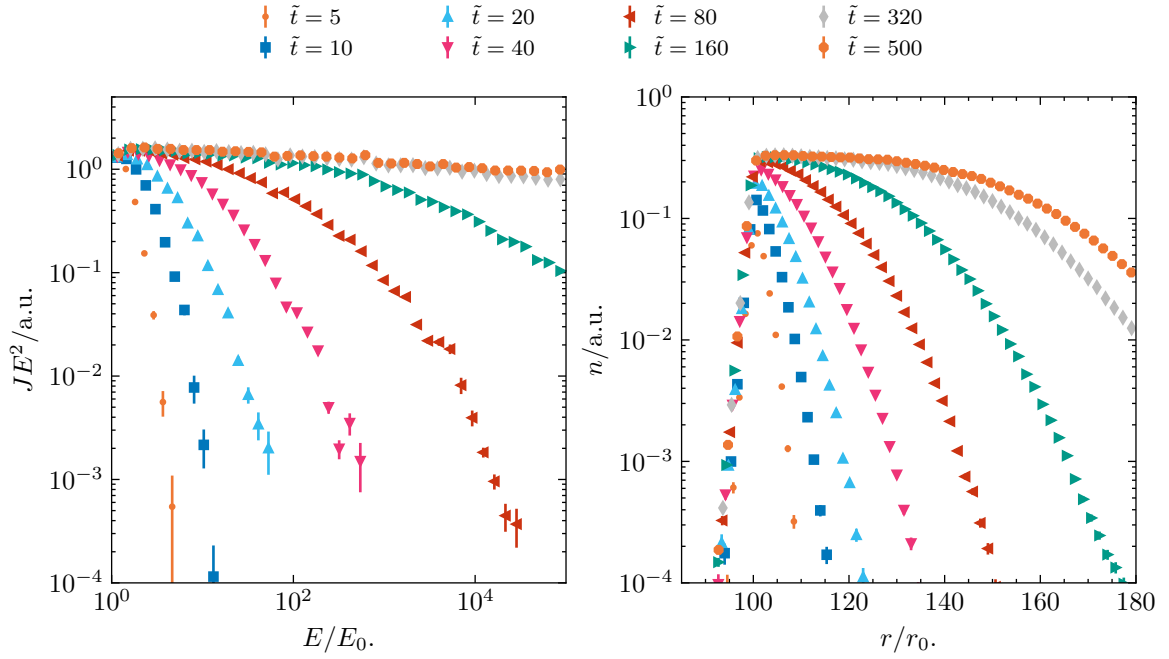 t̃ = 5 t̃ = 20 t̃ = 80 t̃ = 320
t̃ = 10 t̃ = 40 t̃ = 160 t̃ = 500
JE²/a.u.
10⁰
10⁻¹
10⁻²
10⁻³
10⁻⁴
10⁰ 10² 10⁴
E/E₀.
n/a.u.
10⁰
10⁻¹
10⁻²
10⁻³
10⁻⁴
100 120 140 160 180
r/r₀.